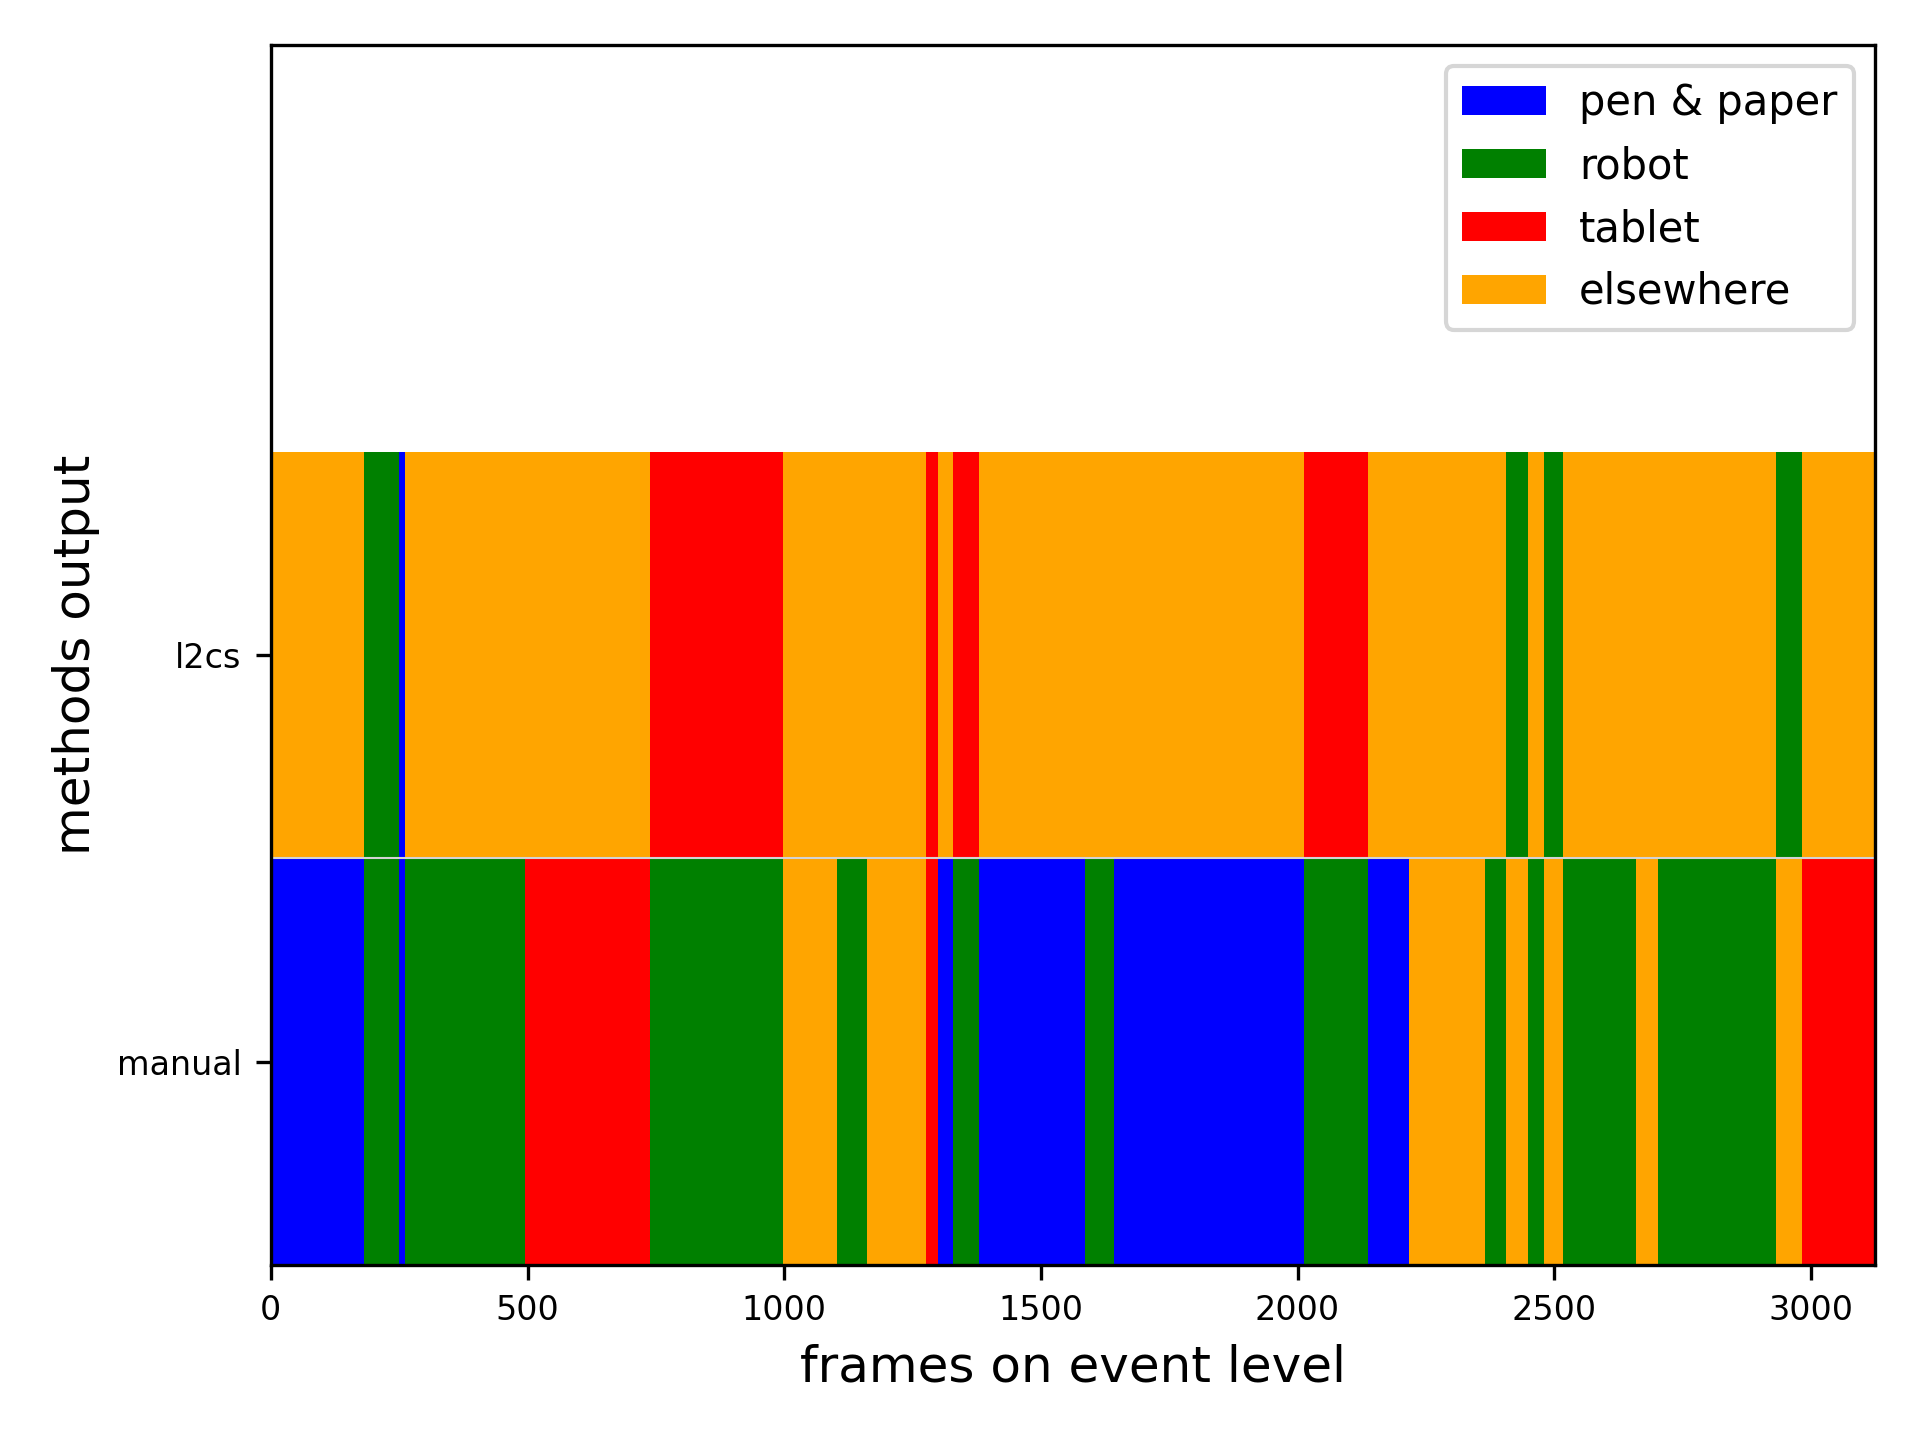 pen & paper
robot
tablet
elsewhere
methods output
l2cs
manual
0 500 1000 1500 2000 2500 3000
frames on event level